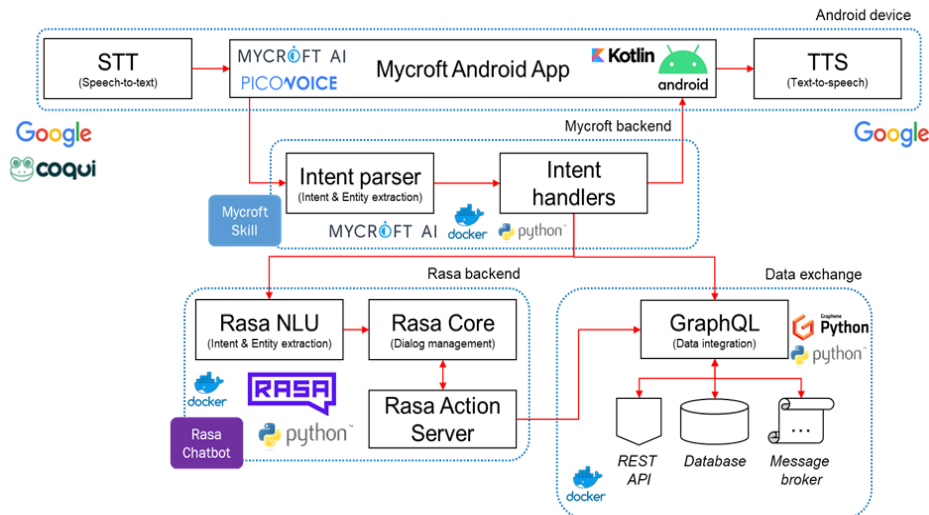 Android device
STT
(Speech-to-text)
MYCROFT AI
PICOVOICE
Mycroft Android App
Kotlin
android
TTS
(Text-to-speech)
Google
coqui
Google
Mycroft backend
Intent parser
(Intent & Entity extraction)
Intent
handlers
Mycroft
Skill
MYCROFT AI
docker
python™
Rasa backend
Rasa NLU
(Intent & Entity extraction)
Rasa Core
(Dialog management)
docker
RASA
python™
Rasa Action
Server
Rasa
Chatbot
Data exchange
GraphQL
(Data integration)
Graphene
Python
python™
...
REST
API
Database
Message
broker
docker